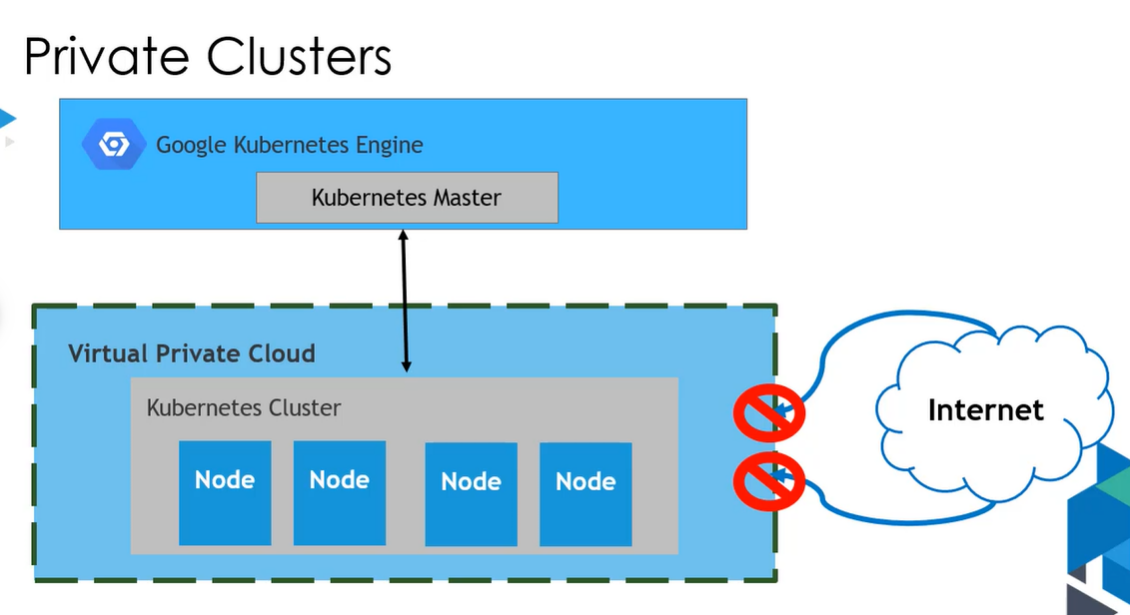 Private Clusters
Google Kubernetes Engine
Kubernetes Master
Virtual Private Cloud
Kubernetes Cluster
Node
Node
Node
Node
Internet